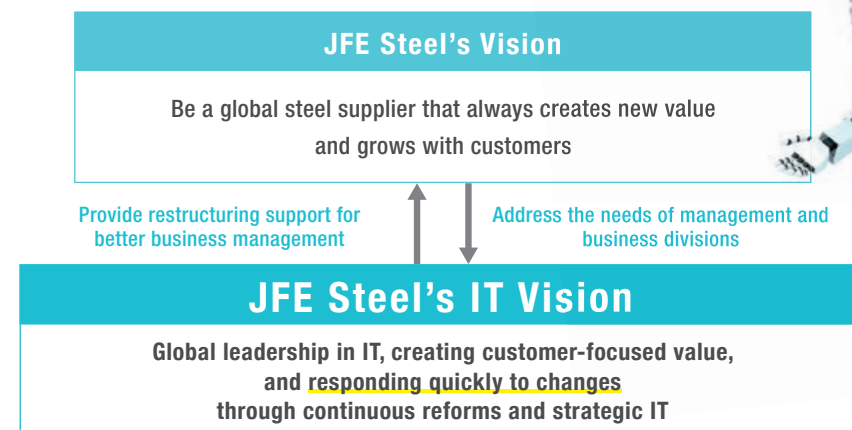 JFE Steel's Vision
Be a global steel supplier that always creates new value
and grows with customers
Provide restructuring support for
better business management
Address the needs of management and
business divisions
JFE Steel's IT Vision
Global leadership in IT, creating customer-focused value,
and responding quickly to changes
through continuous reforms and strategic IT